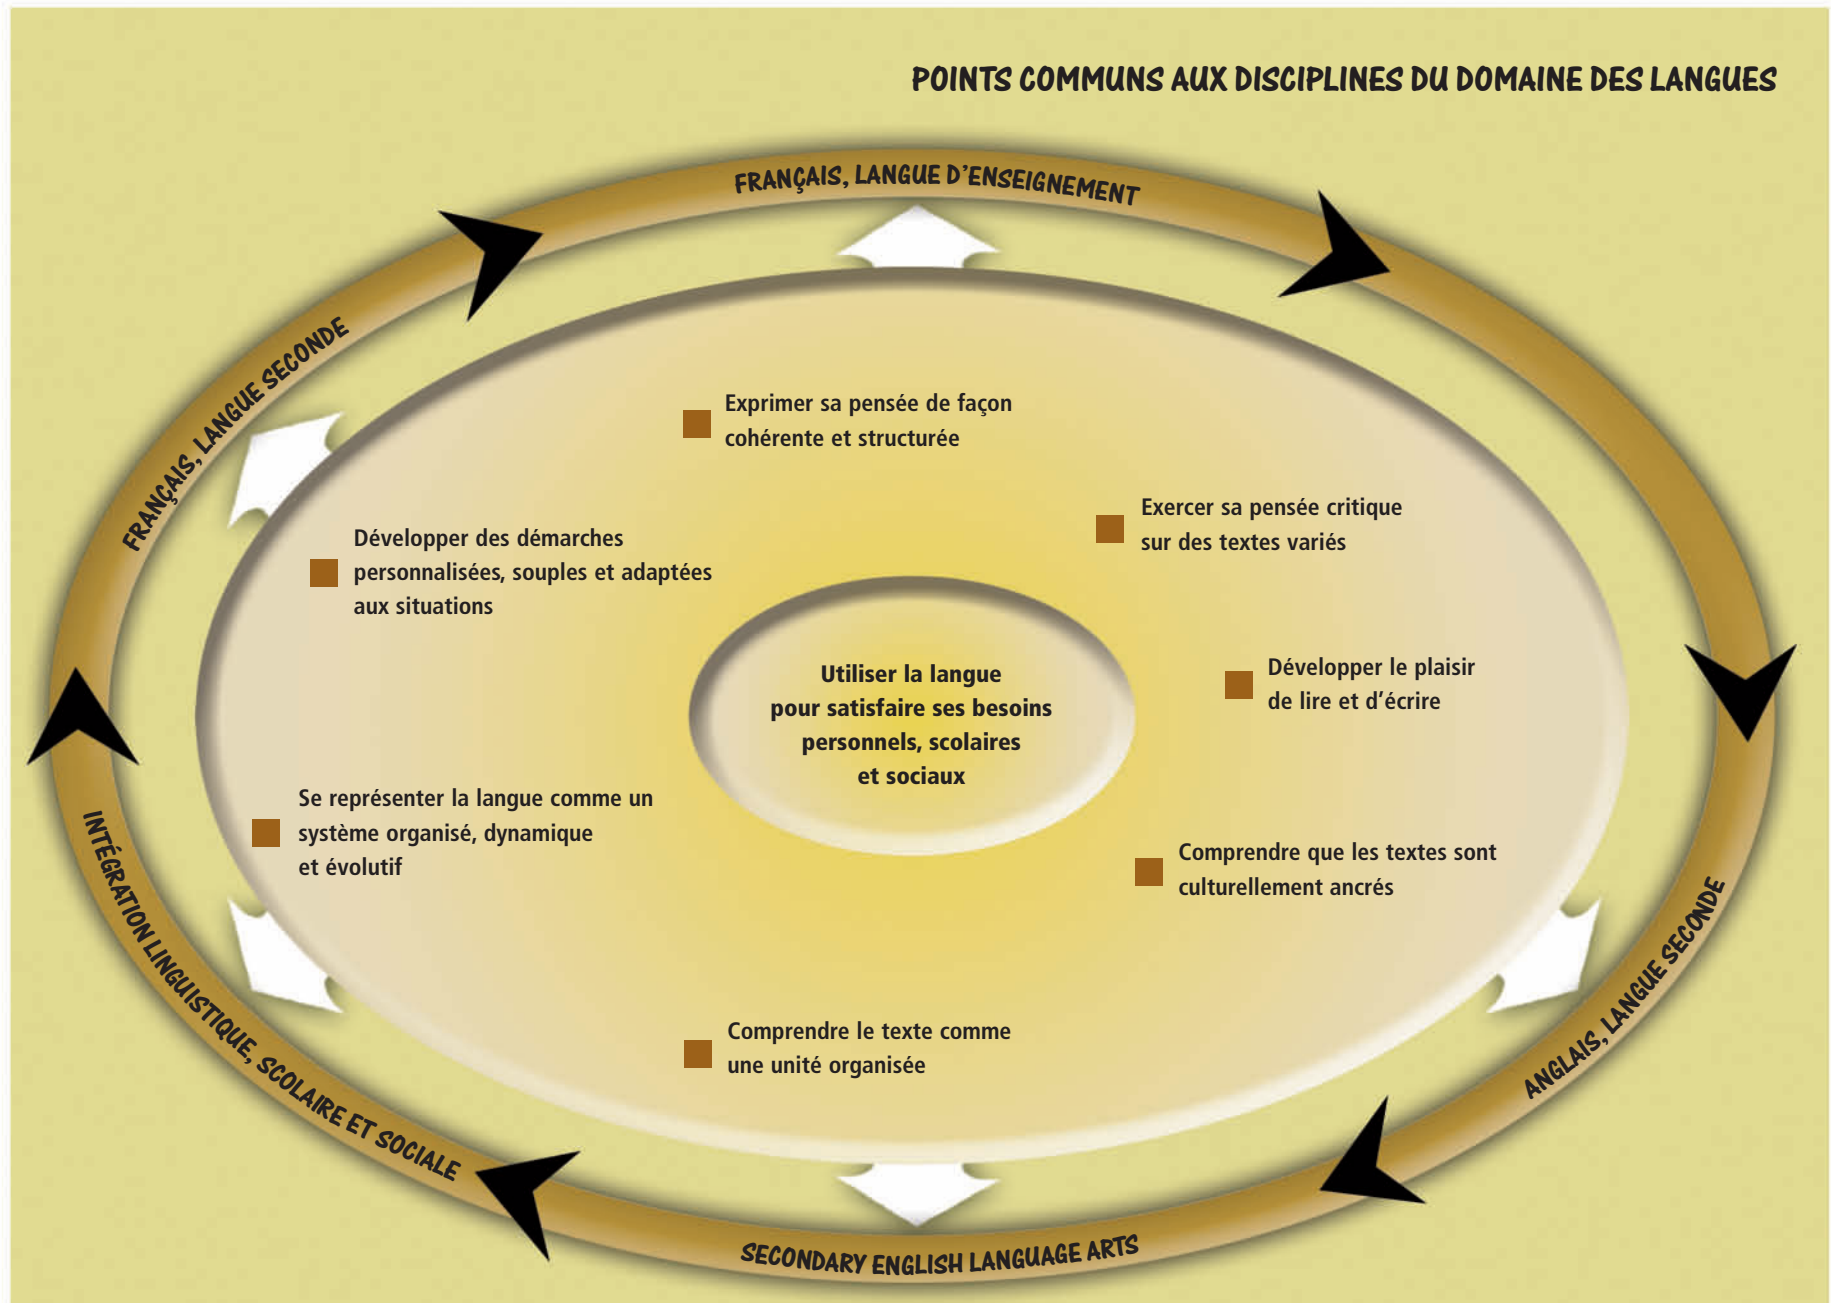 POINTS COMMUNS AUX DISCIPLINES DU DOMAINE DES LANGUES
FRANÇAIS, LANGUE D’ENSEIGNEMENT
FRANÇAIS, LANGUE SECONDE
Exprimer sa pensée de façon
cohérente et structurée
Exercer sa pensée critique
sur des textes variés
Développer des démarches
personnalisées, souples et adaptées
aux situations
Développer le plaisir
de lire et d’écrire
Utiliser la langue
pour satisfaire ses besoins
personnels, scolaires
et sociaux
Se représenter la langue comme un
système organisé, dynamique
et évolutif
Comprendre que les textes sont
culturellement ancrés
Comprendre le texte comme
une unité organisée
INTÉGRATION LINGUISTIQUE, SCOLAIRE ET SOCIALE
ANGLAIS, LANGUE SECONDE
SECONDARY ENGLISH LANGUAGE ARTS